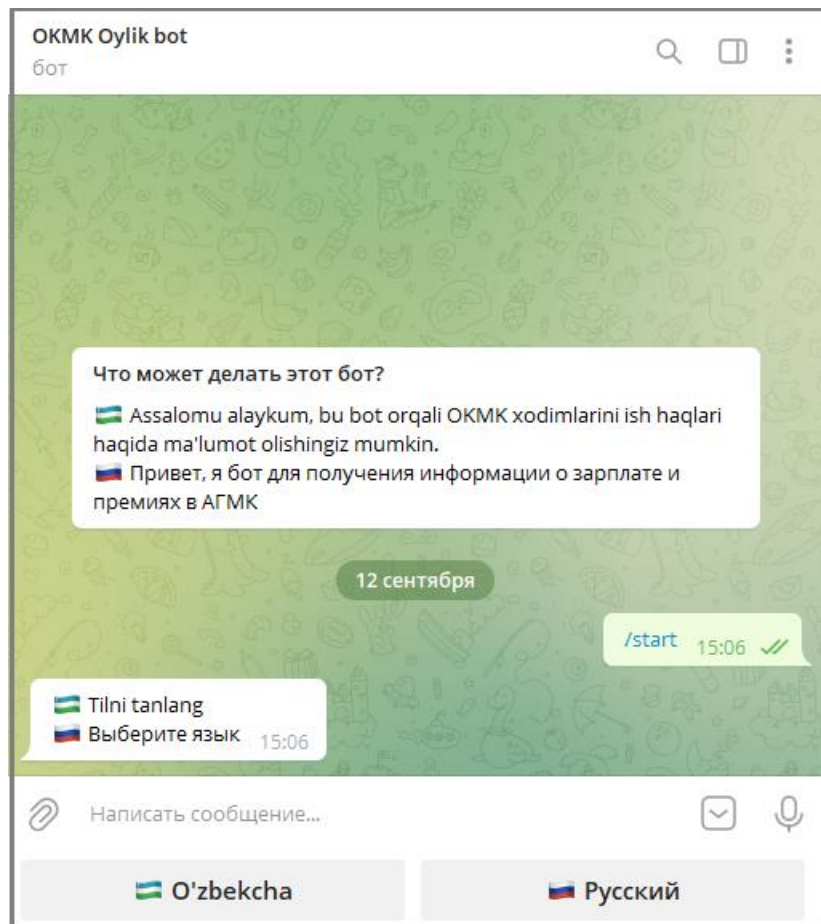 OKMK Oylik bot
бот
Что может делать этот бот?
🇺🇿 Assalomu alaykum, bu bot orqali OKMK xodimlarini ish haqlari
haqida ma'lumot olishingiz mumkin.
🇷🇺 Привет, я бот для получения информации о зарплате и
премиях в АГМК
12 сентября
/start 15:06
🇺🇿 Tilni tanlang
🇷🇺 Выберите язык 15:06
Написать сообщение...
🇺🇿 O'zbekcha
🇷🇺 Русский